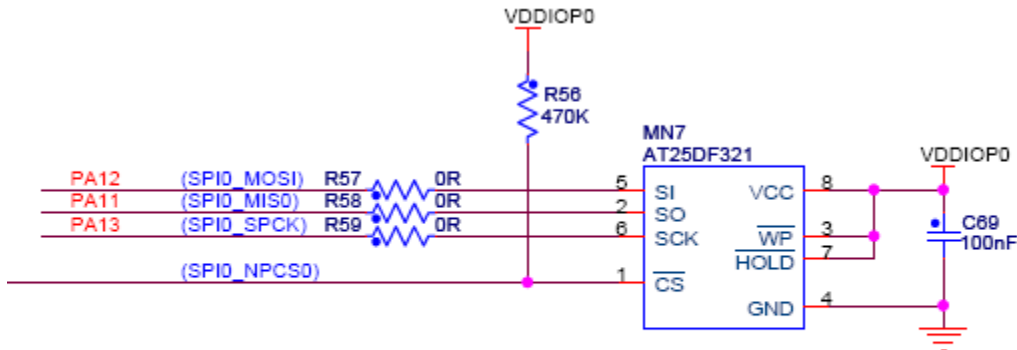 VDDIOP0
R56
470K
MN7
AT25DF321
VDDIOP0
PA12 (SPI0_MOSI) R57 0R 5 SI VCC 8
PA11 (SPI0_MIS0) R58 0R 2 SO
PA13 (SPI0_SPCK) R59 0R 6 SCK WP 3
C69
100nF
HOLD 7
(SPI0_NPCS0) 1 CS
GND 4